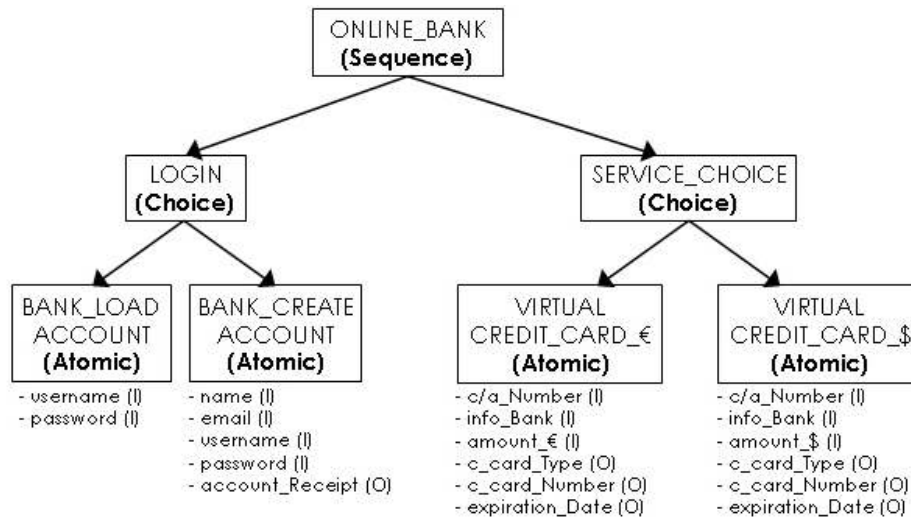 ONLINE_BANK
(Sequence)
LOGIN
(Choice)
SERVICE_CHOICE
(Choice)
BANK_LOAD
ACCOUNT
(Atomic)
- username (I)
- password (I)
BANK_CREATE
ACCOUNT
(Atomic)
- name (I)
- email (I)
- username (I)
- password (I)
- account_Receipt (O)
VIRTUAL
CREDIT_CARD_€
(Atomic)
- c/a_Number (I)
- info_Bank (I)
- amount_€ (I)
- c_card_Type (O)
- c_card_Number (O)
- expiration_Date (O)
VIRTUAL
CREDIT_CARD_$
(Atomic)
- c/a_Number (I)
- info_Bank (I)
- amount_$ (I)
- c_card_Type (O)
- c_card_Number (O)
- expiration_Date (O)